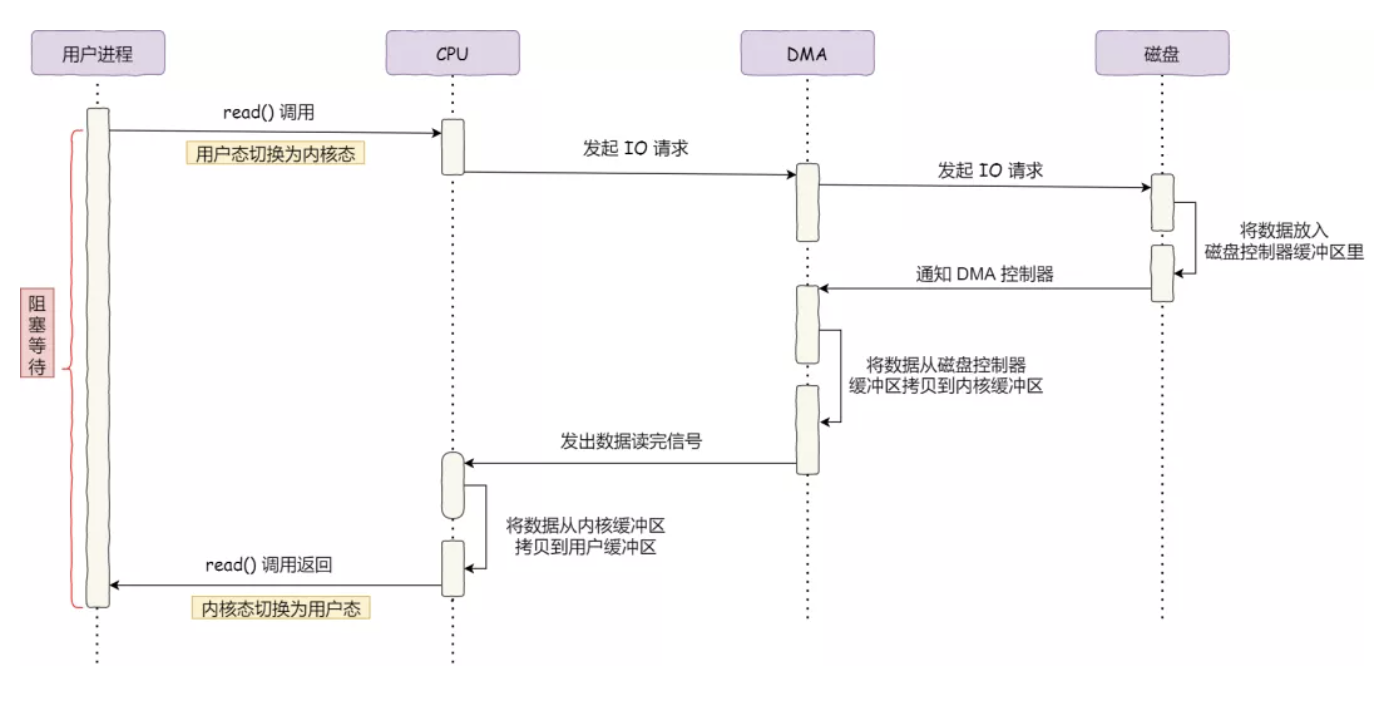 用户进程
CPU
DMA
磁盘
read() 调用
用户态切换为内核态
发起 IO 请求
发起 IO 请求
将数据放入
磁盘控制器缓冲区里
通知 DMA 控制器
阻塞等待
将数据从磁盘控制器
缓冲区拷贝到内核缓冲区
发出数据读完信号
将数据从内核缓冲区
拷贝到用户缓冲区
read() 调用返回
内核态切换为用户态